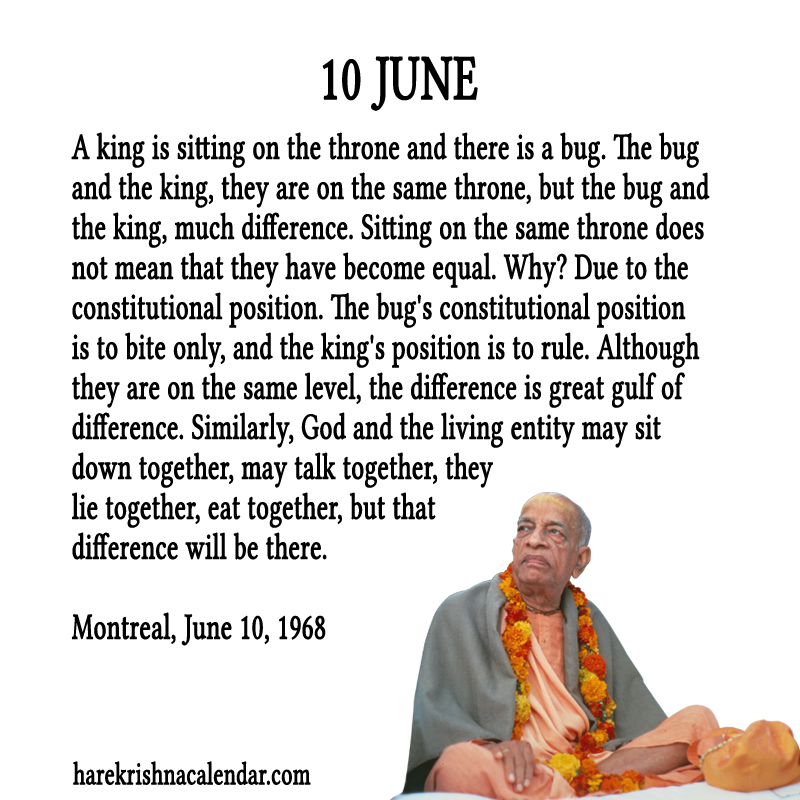 10 JUNE
A king is sitting on the throne and there is a bug. The bug
and the king, they are on the same throne, but the bug and
the king, much difference. Sitting on the same throne does
not mean that they have become equal. Why? Due to the
constitutional position. The bug's constitutional position
is to bite only, and the king's position is to rule. Although
they are on the same level, the difference is great gulf of
difference. Similarly, God and the living entity may sit
down together, may talk together, they
lie together, eat together, but that
difference will be there.
Montreal, June 10, 1968
harekrishnacalendar.com